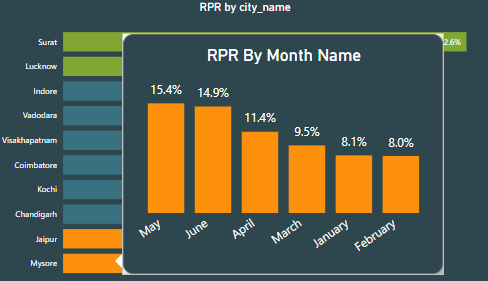 RPR by city_name
Surat
2.6%
Lucknow
Indore
Vadodara
Visakhapatnam
Coimbatore
Kochi
Chandigarh
Jaipur
Mysore
RPR By Month Name
15.4%
14.9%
11.4%
9.5%
8.1%
8.0%
May
June
April
March
January
February